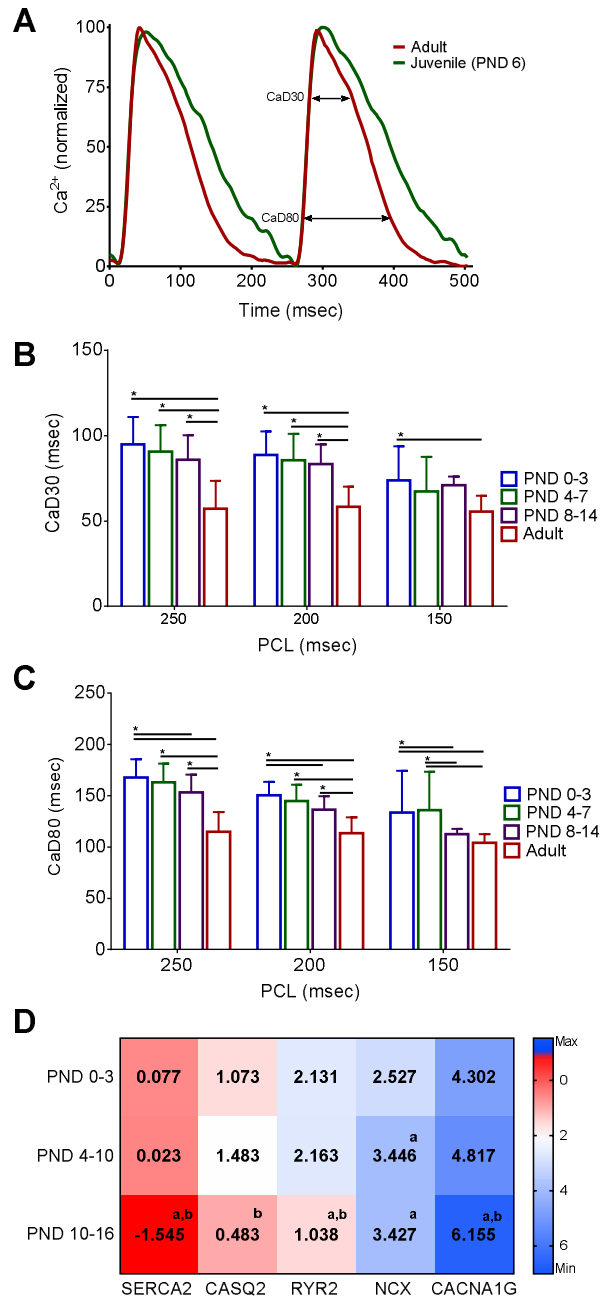 A
100
75
50
25
0
Ca2+ (normalized)
Adult
Juvenile (PND 6)
CaD30
CaD80
0 100 200 300 400 500
Time (msec)
B
150
100
50
0
CaD30 (msec)
* * * * * * *
PND 0-3
PND 4-7
PND 8-14
Adult
250 200 150
PCL (msec)
C
250
200
150
100
50
0
CaD80 (msec)
* * * * * * * *
PND 0-3
PND 4-7
PND 8-14
Adult
250 200 150
PCL (msec)
D
PND 0-3 0.077 1.073 2.131 2.527 4.302
PND 4-10 0.023 1.483 2.163 3.446 a 4.817
PND 10-16 -1.545 a,b 0.483 b 1.038 a,b 3.427 a 6.155 a,b
SERCA2 CASQ2 RYR2 NCX CACNA1G
Max
0
2
4
6
Min